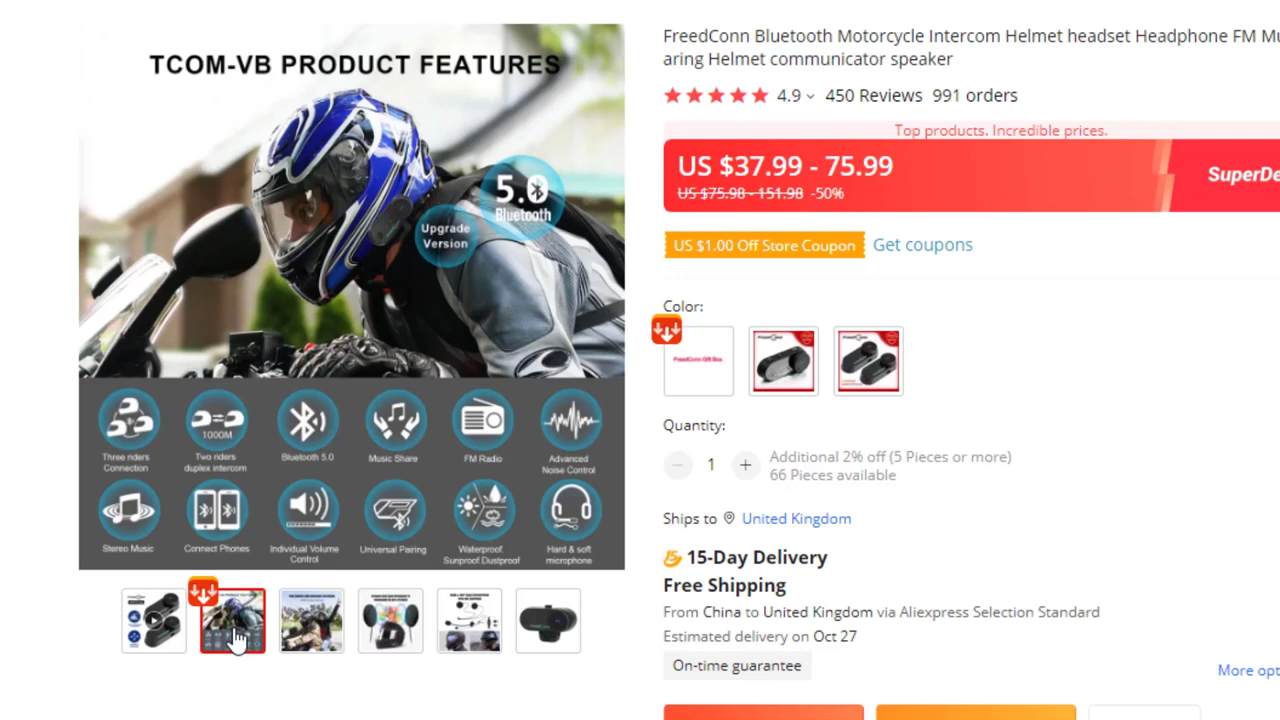 TCOM-VB PRODUCT FEATURES
5.0
Bluetooth
Upgrade
Version
Three riders
Connection
1000M
Two riders
duplex intercom
Bluetooth 5.0
Music Share
FM Radio
Advanced
Noise Control
Stereo Music
Connect Phones
Individual Volume
Control
Universal Pairing
Waterproof
Sunproof Dustproof
Hard & soft
microphone
FreedConn Bluetooth Motorcycle Intercom Helmet headset Headphone FM Mu
aring Helmet communicator speaker
4.9 450 Reviews 991 orders
Top products. Incredible prices.
US $37.99 - 75.99
US $75.98 - 151.98 -50%
SuperDe
US $1.00 Off Store Coupon Get coupons
Color:
FreedConn Gift Box
Quantity:
1
Additional 2% off (5 Pieces or more)
66 Pieces available
Ships to United Kingdom
15-Day Delivery
Free Shipping
From China to United Kingdom via Aliexpress Selection Standard
Estimated delivery on Oct 27
On-time guarantee
More opt